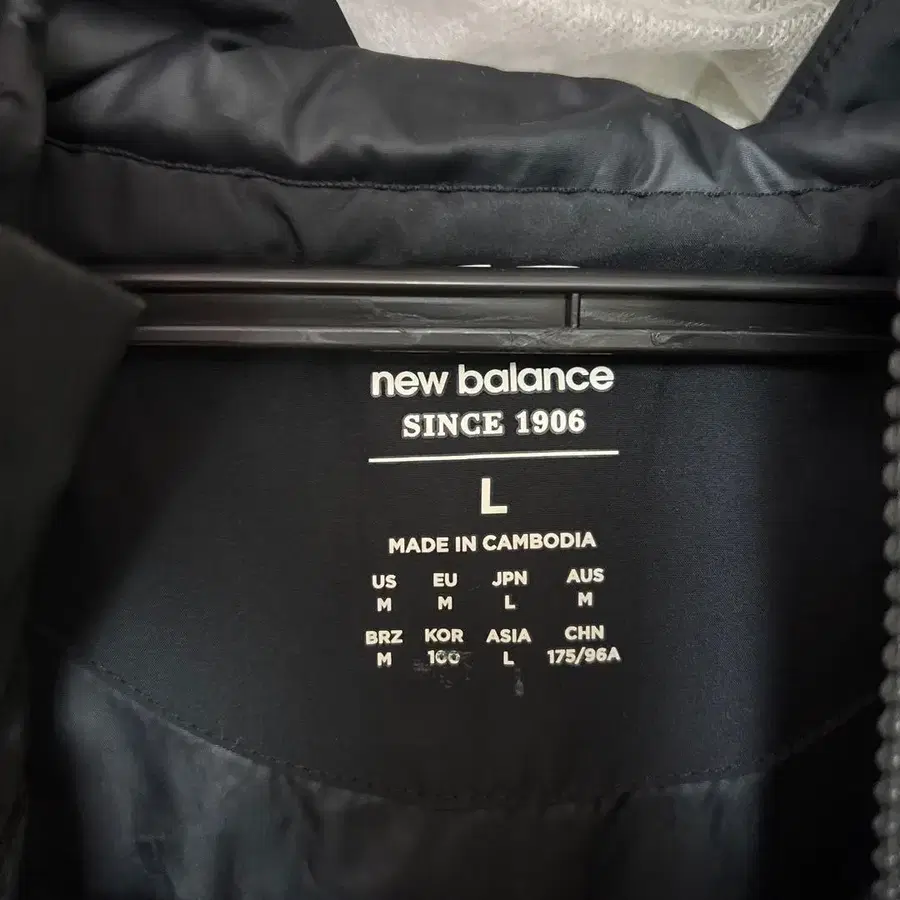 new balance
SINCE 1906
L
MADE IN CAMBODIA
US EU JPN AUS
M M L M
BRZ KOR ASIA CHN
M 100 L 175/96A